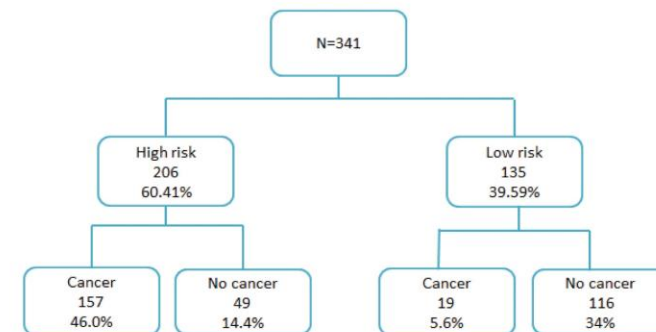 N=341
High risk
206
60.41%
Low risk
135
39.59%
Cancer
157
46.0%
No cancer
49
14.4%
Cancer
19
5.6%
No cancer
116
34%